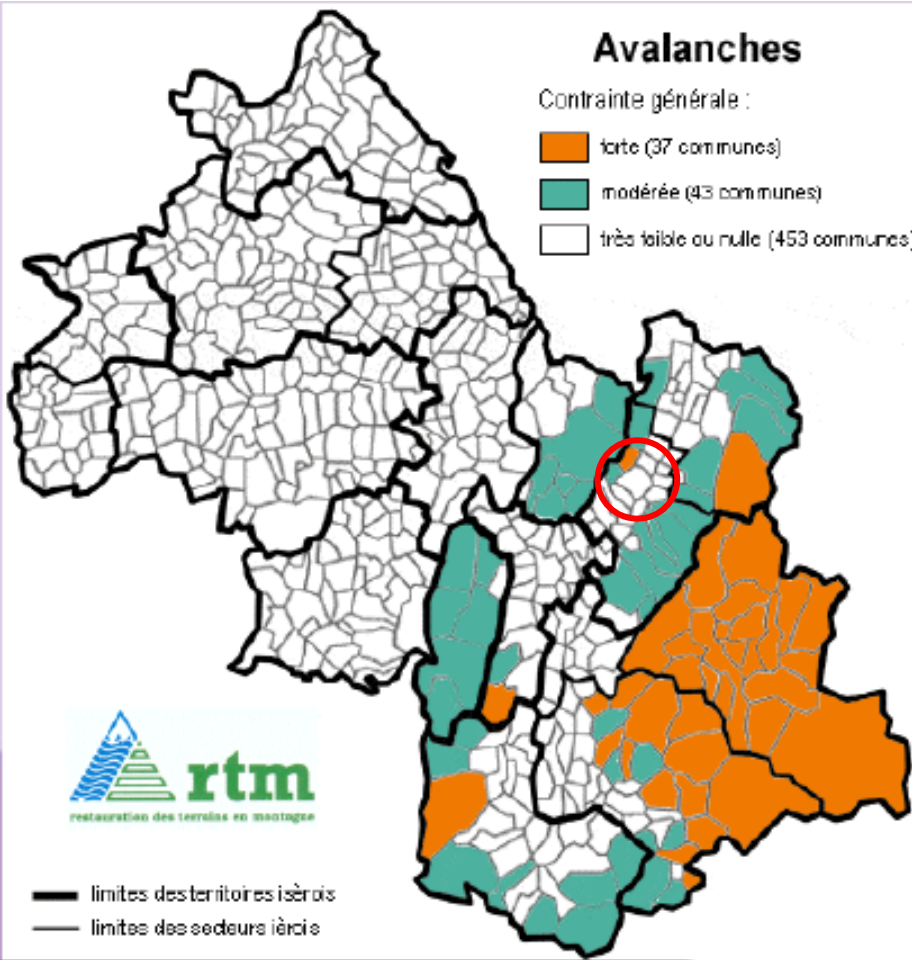 Avalanches
Contrainte générale :
forte (37 communes)
modérée (43 communes)
très faible ou nulle (453 communes)
rtm
restauration des terrains en montagne
limites des territoires isèrois
limites des secteurs ièrois